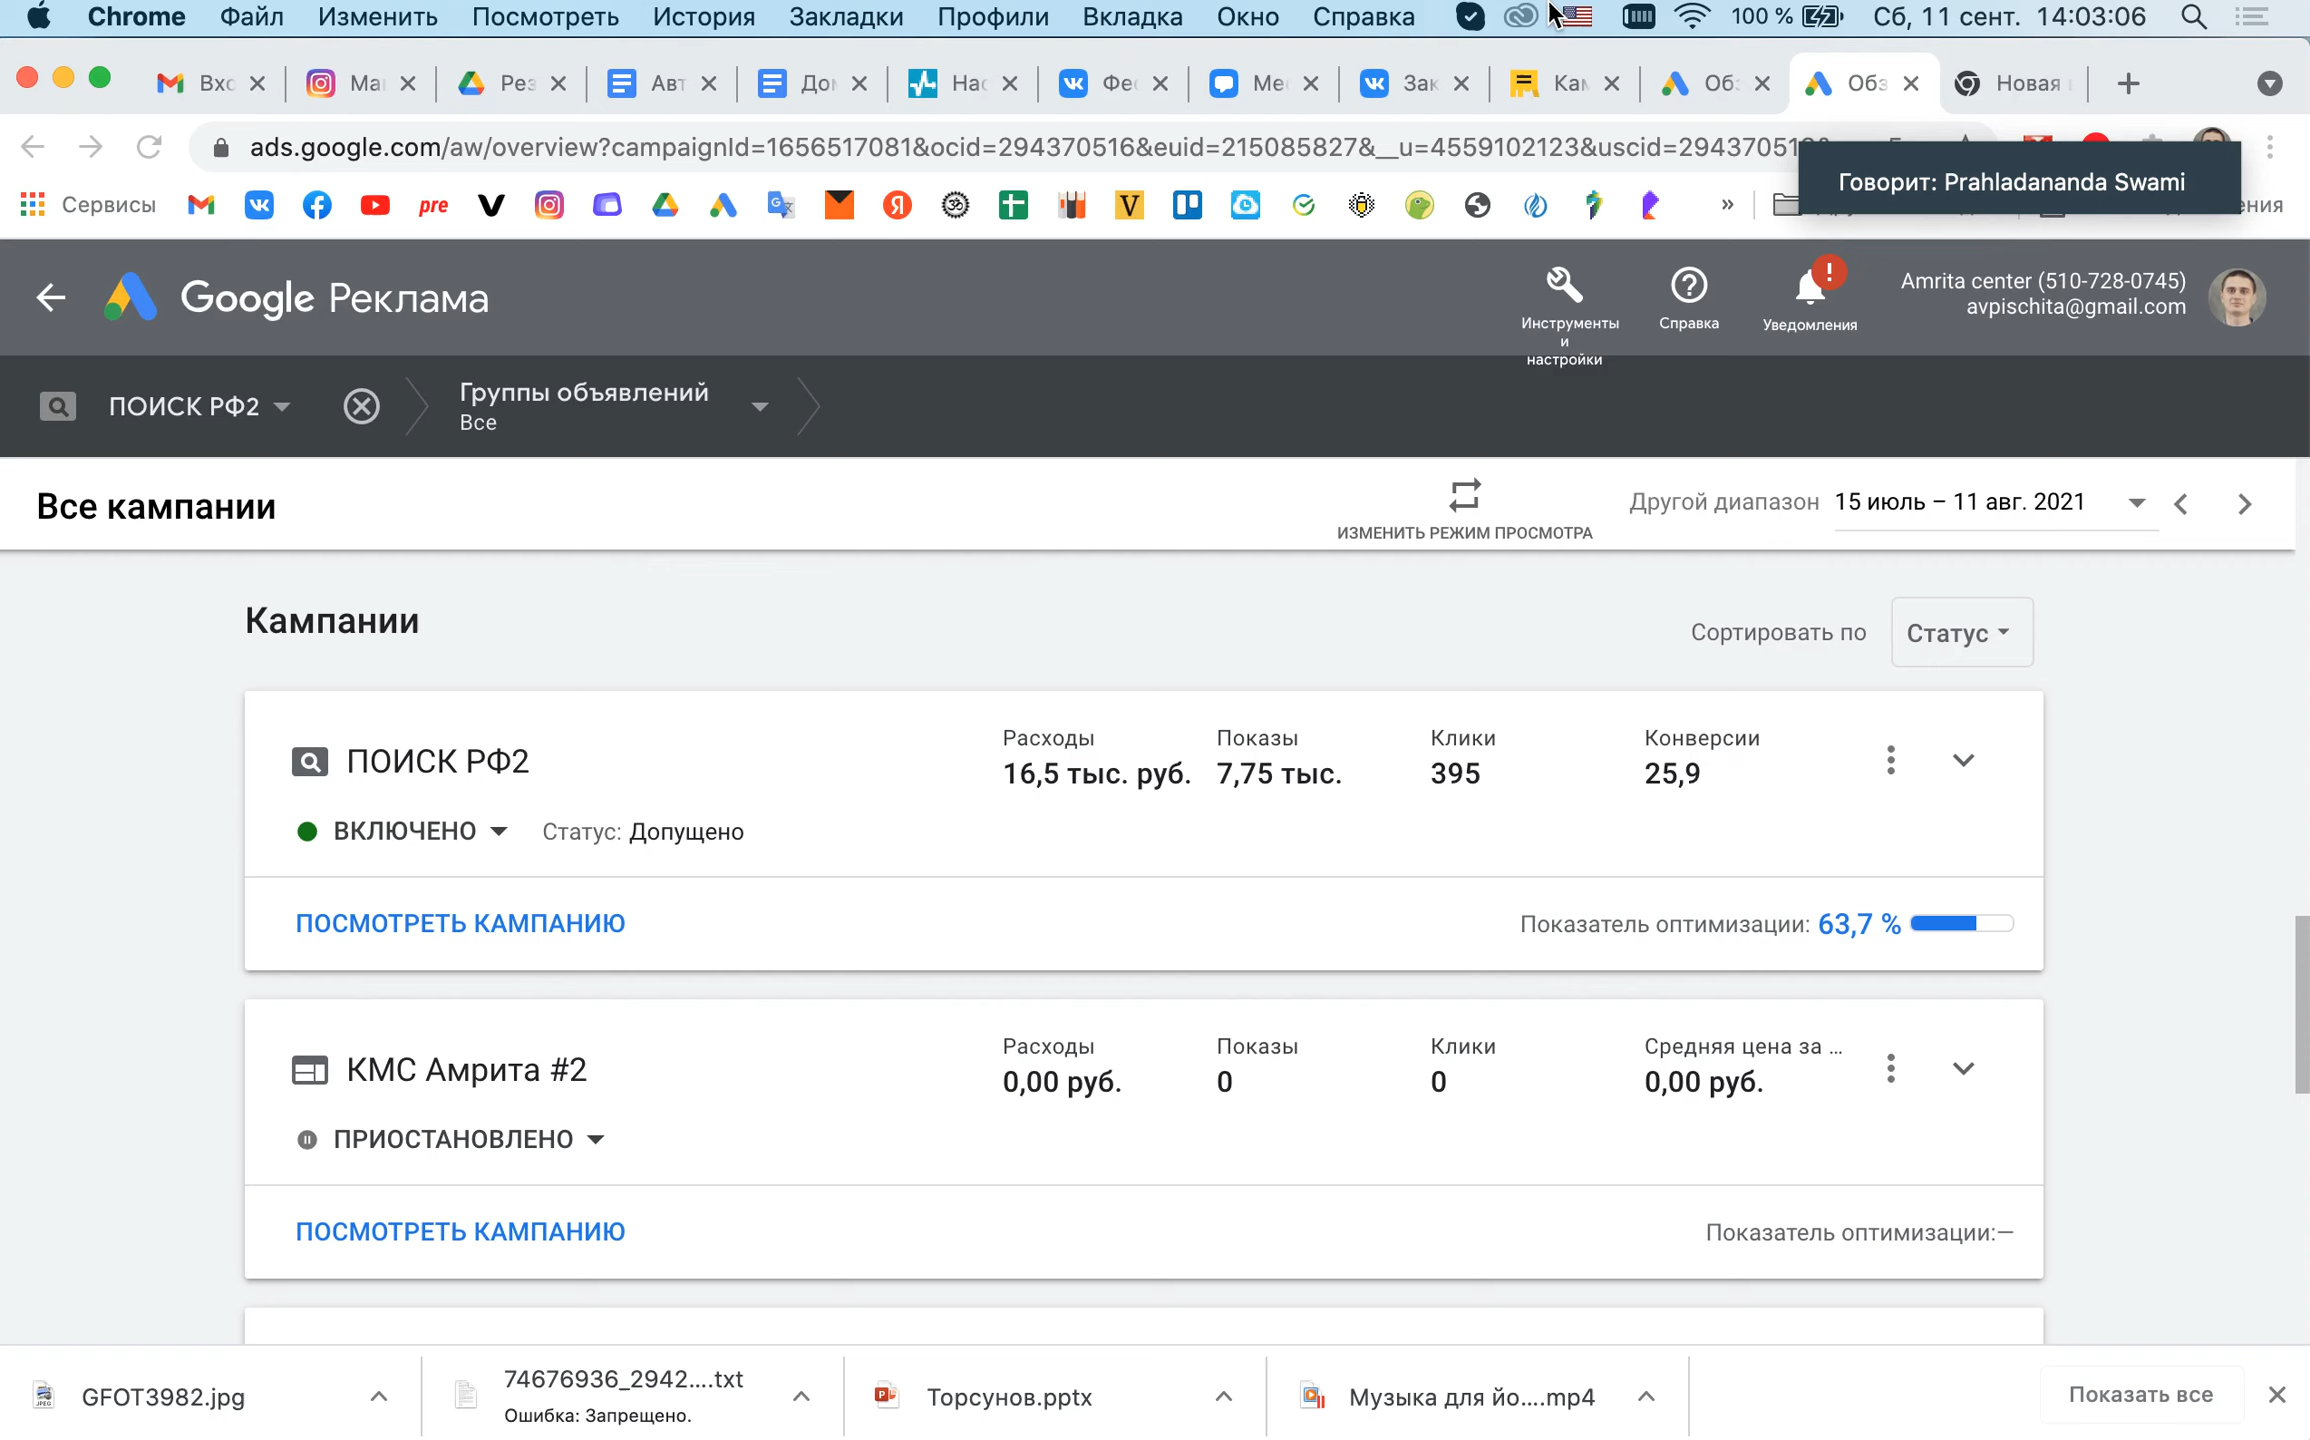 Chrome Файл Изменить Посмотреть История Закладки Профили Вкладка Окно Справка 100 % Сб, 11 сент. 14:03:06
Вхо Ma Рез Авт До Нас Фес Ме Зак Кам Обз Обз Новая
ads.google.com/aw/overview?campaignId=1656517081&ocid=294370516&euid=215085827&__u=4559102123&uscid=2943705
Говорит: Prahladananda Swami
Сервисы pre » ния
Google Реклама
Инструменты и настройки
Справка
Уведомления
Amrita center (510-728-0745)
avpischita@gmail.com
ПОИСК РФ2
Группы объявлений
Все
Все кампании
ИЗМЕНИТЬ РЕЖИМ ПРОСМОТРА
Другой диапазон 15 июль – 11 авг. 2021
Кампании
Сортировать по Статус
ПОИСК РФ2
Расходы Показы Клики Конверсии
16,5 тыс. руб. 7,75 тыс. 395 25,9
ВКЛЮЧЕНО Статус: Допущено
ПОСМОТРЕТЬ КАМПАНИЮ Показатель оптимизации: 63,7 %
КМС Амрита #2
Расходы Показы Клики Средняя цена за ...
0,00 руб. 0 0 0,00 руб.
ПРИОСТАНОВЛЕНО
ПОСМОТРЕТЬ КАМПАНИЮ Показатель оптимизации:—
GFOT3982.jpg
74676936_2942....txt
Ошибка: Запрещено.
Торсунов.pptx
Музыка для йо....mp4
Показать все